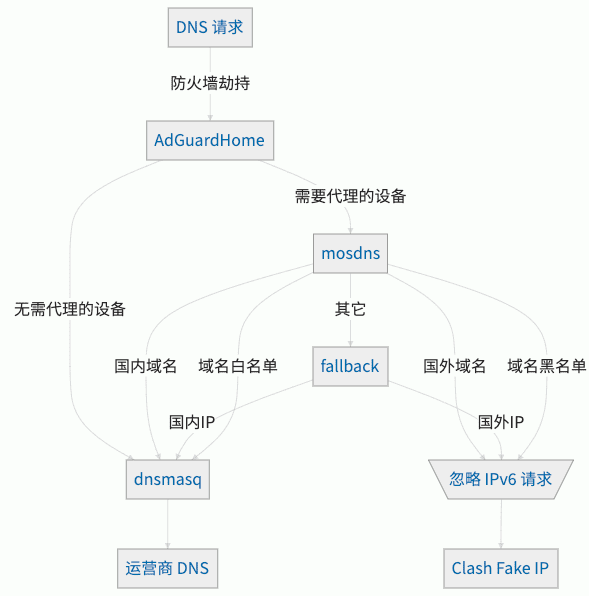 DNS 请求
防火墙劫持
AdGuardHome
需要代理的设备
mosdns
无需代理的设备
其它
国内域名
域名白名单
fallback
国外域名
域名黑名单
国内IP
国外IP
dnsmasq
忽略 IPv6 请求
运营商 DNS
Clash Fake IP